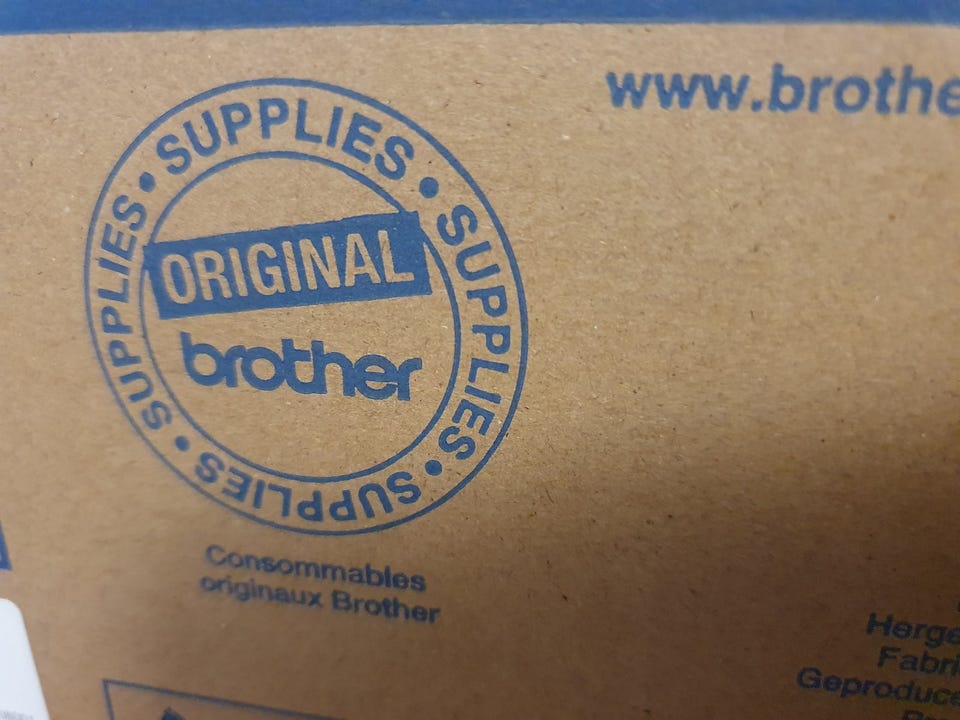 www.brothe
SUPPLIES • SUPPLIES • SUPPLIES • SUPPLIES •
ORIGINAL
brother
Consommables
originaux Brother
Herge
Fabri
Geproduce